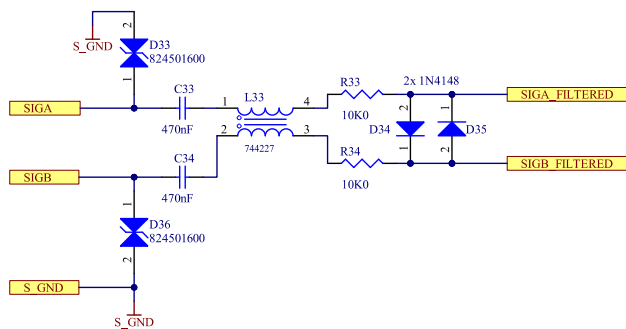 2
S_GND
D33
824501600
1
SIGA
C33
470nF
1
L33
4
2
3
744227
R33
10K0
2x 1N4148
SIGA_FILTERED
2
1
D34
D35
1
2
SIGB
C34
470nF
R34
10K0
SIGB_FILTERED
1
D36
824501600
2
S_GND
S_GND